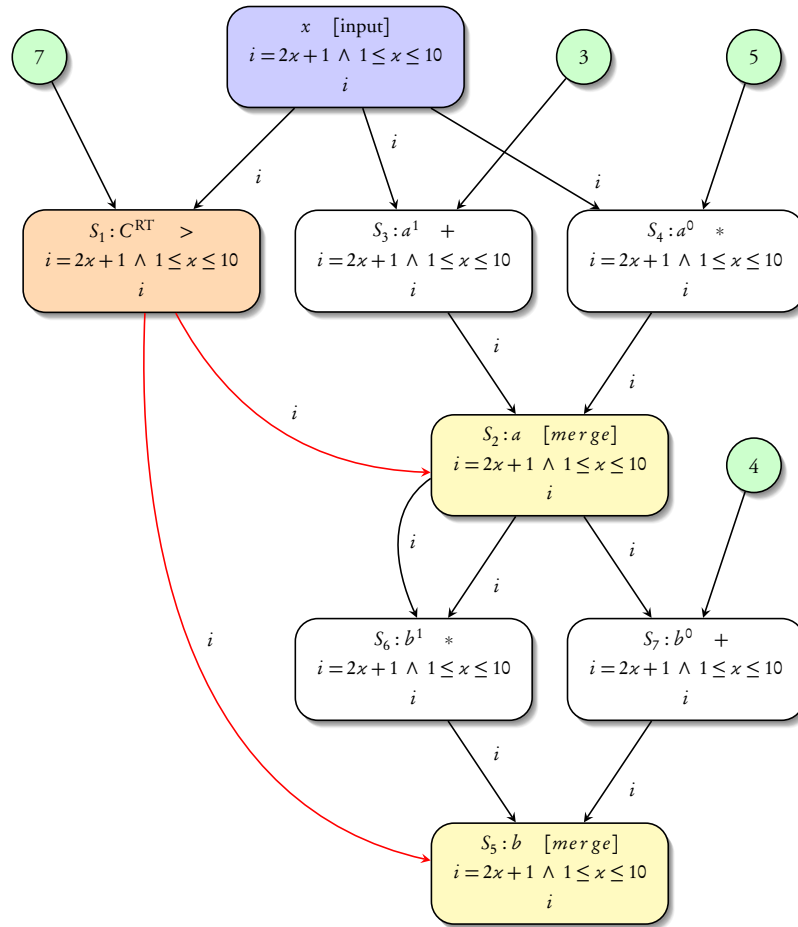 x [input]
i = 2x + 1 ∧ 1 ≤ x ≤ 10
i
7
3
5
i
i
i
S₁ : Cᴿᵀ >
i = 2x + 1 ∧ 1 ≤ x ≤ 10
i
S₃ : a¹ +
i = 2x + 1 ∧ 1 ≤ x ≤ 10
i
S₄ : a⁰ *
i = 2x + 1 ∧ 1 ≤ x ≤ 10
i
i
i
i
S₂ : a [merge]
i = 2x + 1 ∧ 1 ≤ x ≤ 10
i
4
i
i
i
i
S₆ : b¹ *
i = 2x + 1 ∧ 1 ≤ x ≤ 10
i
S₇ : b⁰ +
i = 2x + 1 ∧ 1 ≤ x ≤ 10
i
i
i
S₅ : b [merge]
i = 2x + 1 ∧ 1 ≤ x ≤ 10
i